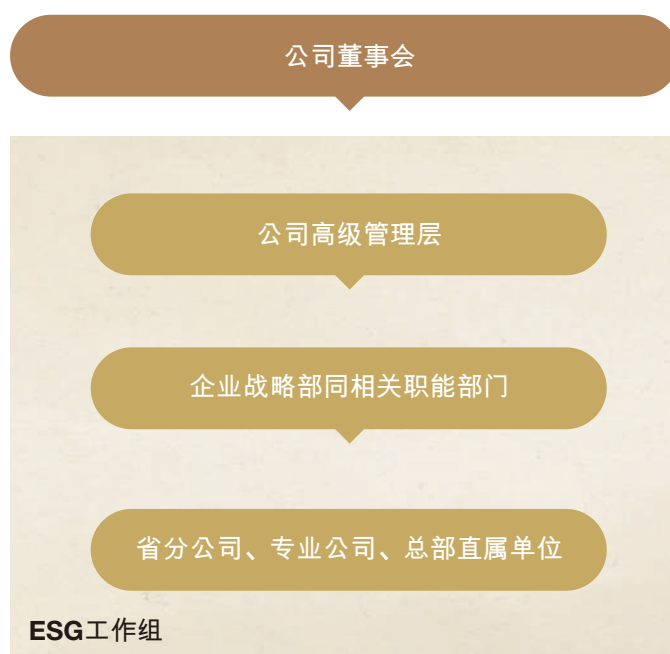 公司董事会
公司高级管理层
企业战略部同相关职能部门
省分公司、专业公司、总部直属单位
ESG工作组